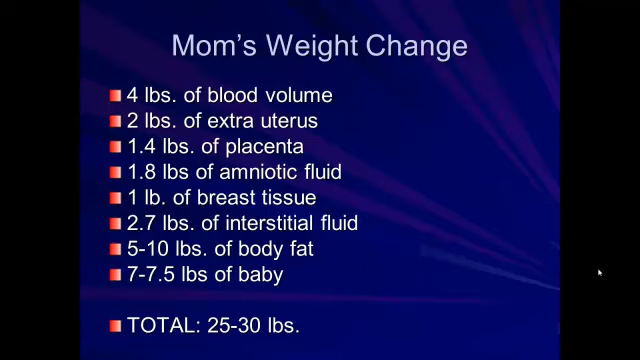 Mom's Weight Change
4 lbs. of blood volume
2 lbs. of extra uterus
1.4 lbs. of placenta
1.8 lbs of amniotic fluid
1 lb. of breast tissue
2.7 lbs. of interstitial fluid
5-10 lbs. of body fat
7-7.5 lbs of baby
TOTAL: 25-30 lbs.